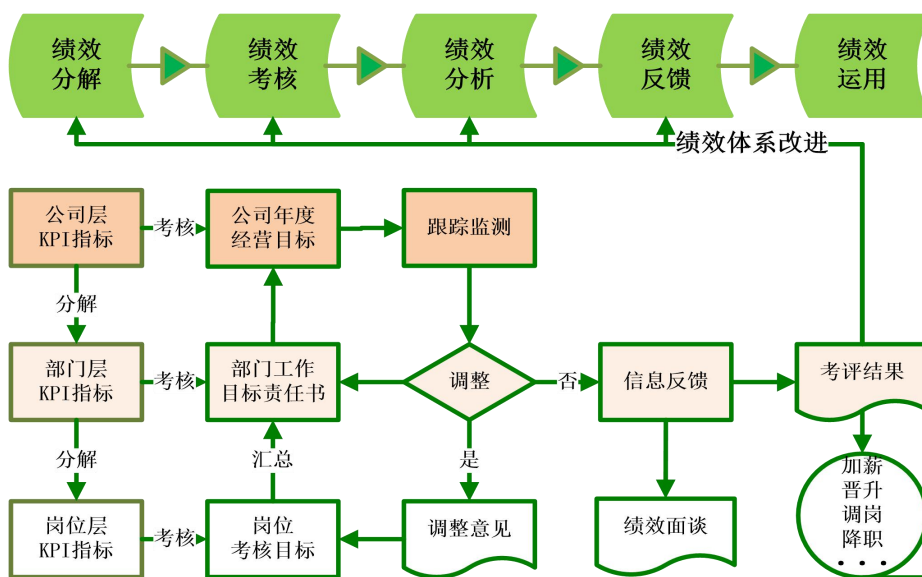 绩效
分解
绩效
考核
绩效
分析
绩效
反馈
绩效
运用
绩效体系改进
公司层
KPI指标
考核
公司年度
经营目标
跟踪监测
分解
部门层
KPI指标
考核
部门工作
目标责任书
调整
否
信息反馈
考评结果
分解
汇总
是
岗位层
KPI指标
考核
岗位
考核目标
调整意见
绩效面谈
加薪
晋升
调岗
降职
• • •